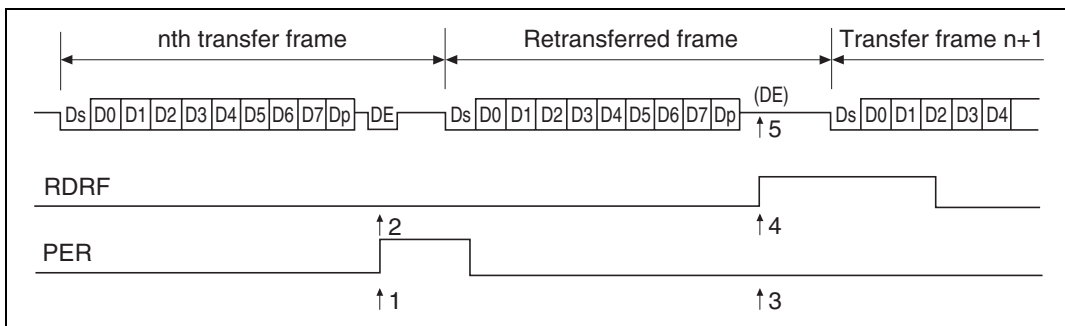 nth transfer frame Retransferred frame Transfer frame n+1
(DE)
Ds D0 D1 D2 D3 D4 D5 D6 D7 Dp DE Ds D0 D1 D2 D3 D4 D5 D6 D7 Dp Ds D0 D1 D2 D3 D4
5
RDRF
2 4
PER
1 3